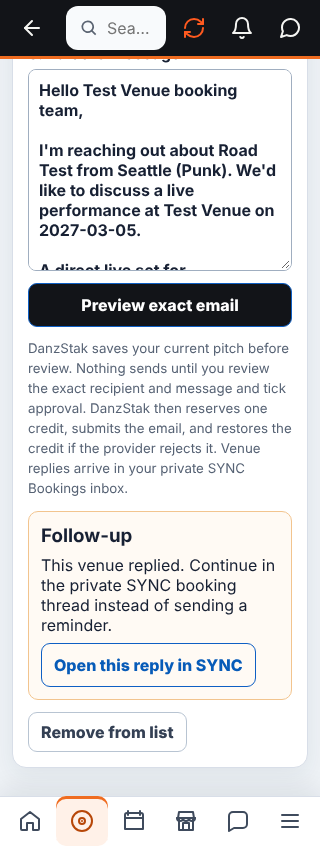 Sea...
Hello Test Venue booking
team,
I'm reaching out about Road
Test from Seattle (Punk). We'd
like to discuss a live
performance at Test Venue on
2027-03-05.
A direct live set for
Preview exact email
DanzStak saves your current pitch before
review. Nothing sends until you review
the exact recipient and message and tick
approval. DanzStak then reserves one
credit, submits the email, and restores the
credit if the provider rejects it. Venue
replies arrive in your private SYNC
Bookings inbox.
Follow-up
This venue replied. Continue in
the private SYNC booking
thread instead of sending a
reminder.
Open this reply in SYNC
Remove from list